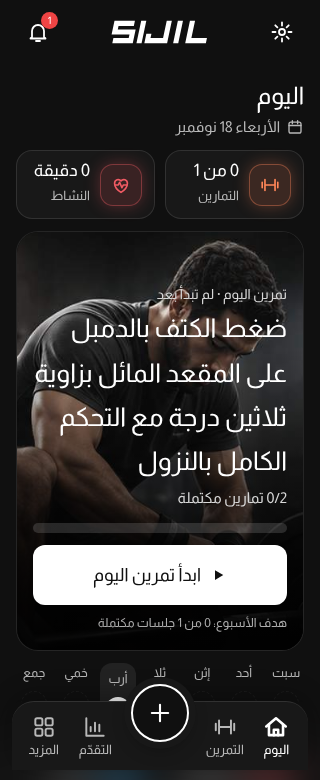 1
SIJIL
اليوم
الأربعاء 18 نوفمبر
0 من 1
التمارين
0 دقيقة
النشاط
تمرين اليوم · لم تبدأ بعد
ضغط الكتف بالدمبل
على المقعد المائل بزاوية
ثلاثين درجة مع التحكم
الكامل بالنزول
0/2 تمارين مكتملة
ابدأ تمرين اليوم
هدف الأسبوع: 0 من 1 جلسات مكتملة
سبت
أحد
إثن
ثلا
أرب
خمي
جمع
اليوم
التمرين
التقدّم
المزيد